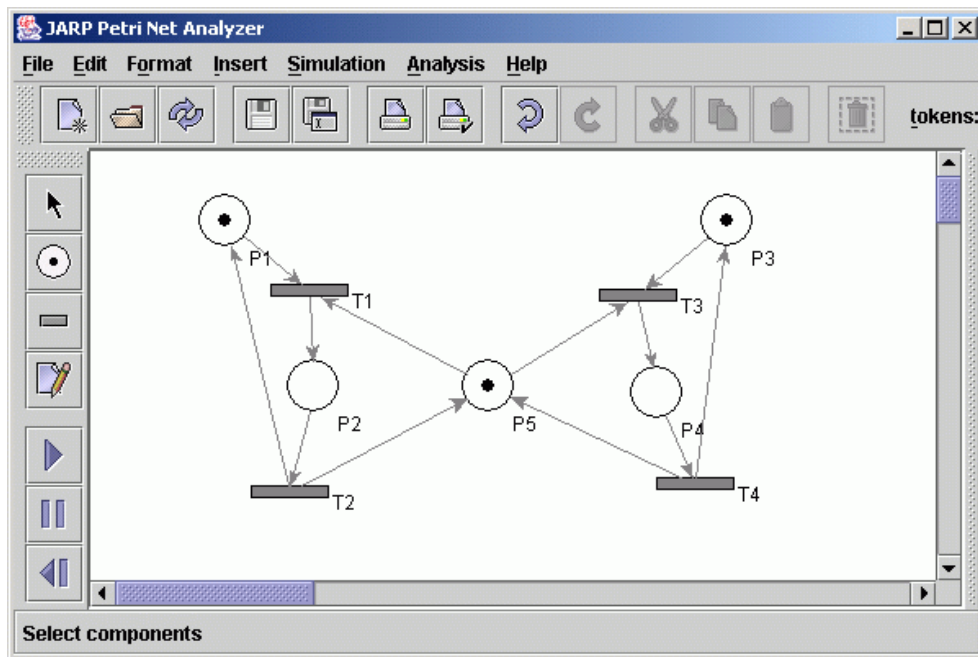 JARP Petri Net Analyzer
File Edit Format Insert Simulation Analysis Help
tokens:
P1
P3
T1
T3
P2
P5
P4
T2
T4
Select components